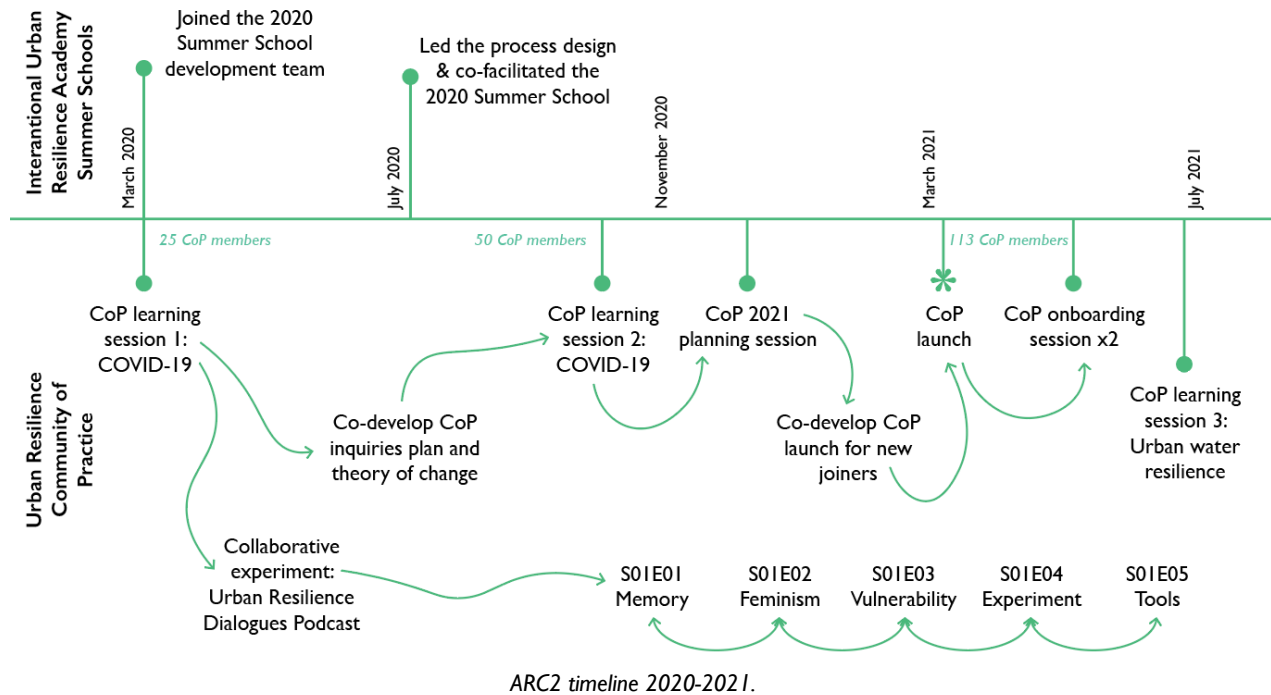 Interantional Urban
Resilience Academy
Summer Schools
Joined the 2020
Summer School
development team
Led the process design
& co-facilitated the
2020 Summer School
March 2020
July 2020
November 2020
March 2021
July 2021
25 CoP members
50 CoP members
113 CoP members
Urban Resilience
Community of
Practice
CoP learning
session 1:
COVID-19
CoP learning
session 2:
COVID-19
CoP 2021
planning session
CoP
launch
CoP onboarding
session x2
CoP learning
session 3:
Urban water
resilience
Co-develop CoP
inquiries plan and
theory of change
Co-develop CoP
launch for new
joiners
Collaborative
experiment:
Urban Resilience
Dialogues Podcast
S01E01
Memory
S01E02
Feminism
S01E03
Vulnerability
S01E04
Experiment
S01E05
Tools
ARC2 timeline 2020-2021.